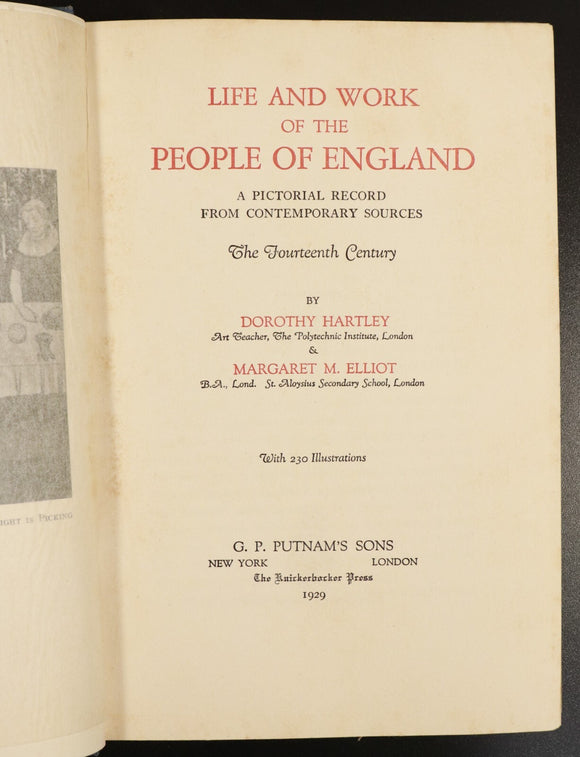 LIFE AND WORK
OF THE
PEOPLE OF ENGLAND
A PICTORIAL RECORD
FROM CONTEMPORARY SOURCES
The Fourteenth Century
BY
DOROTHY HARTLEY
Art Teacher, The Polytechnic Institute, London
&
MARGARET M. ELLIOT
B.A., Lond. St. Aloysius Secondary School, London
With 230 Illustrations
G. P. PUTNAM'S SONS
NEW YORK LONDON
The Knickerbocker Press
1929
IGHT IS PICKING